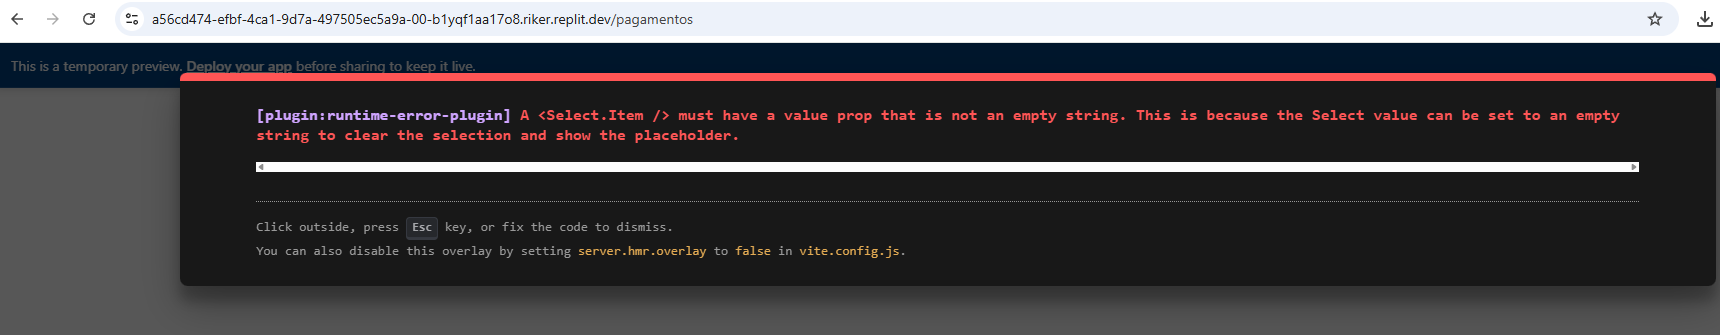 a56cd474-efbf-4ca1-9d7a-497505ec5a9a-00-b1yqf1aa17o8.riker.replit.dev/pagamentos
This is a temporary preview. Deploy your app before sharing to keep it live.
[plugin:runtime-error-plugin] A <Select.Item /> must have a value prop that is not an empty string. This is because the Select value can be set to an empty
string to clear the selection and show the placeholder.
Click outside, press Esc key, or fix the code to dismiss.
You can also disable this overlay by setting server.hmr.overlay to false in vite.config.js.